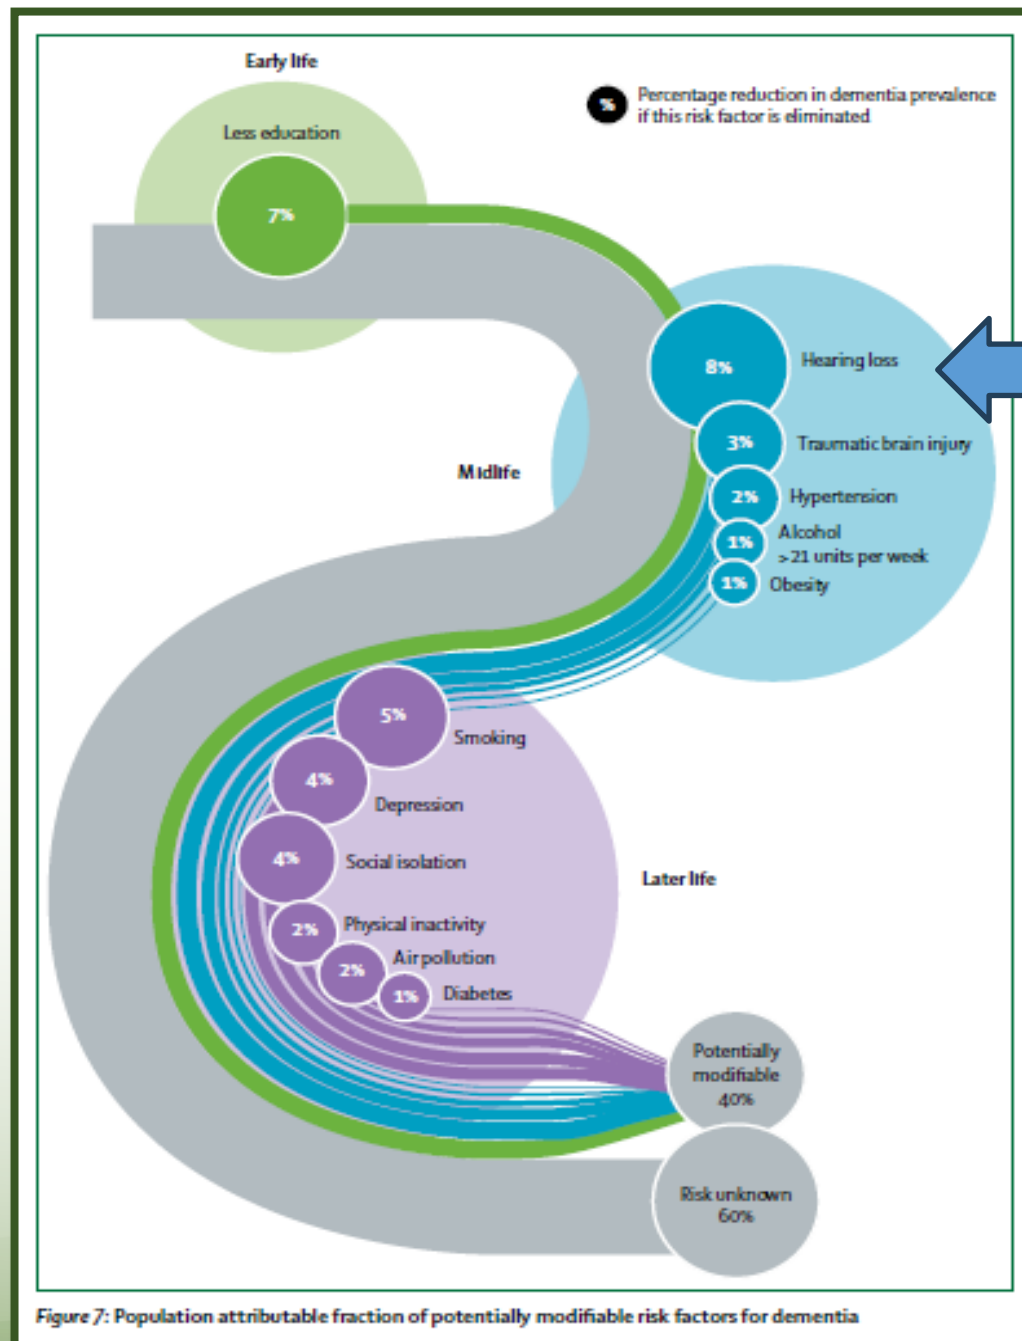 Early life
% Percentage reduction in dementia prevalence
if this risk factor is eliminated
Less education
7%
8% Hearing loss
3% Traumatic brain injury
Midlife
2% Hypertension
1% Alcohol
>21 units per week
1% Obesity
5% Smoking
4% Depression
4% Social isolation
Later life
2% Physical inactivity
2% Air pollution
1% Diabetes
Potentially
modifiable
40%
Risk unknown
60%
Figure 7: Population attributable fraction of potentially modifiable risk factors for dementia